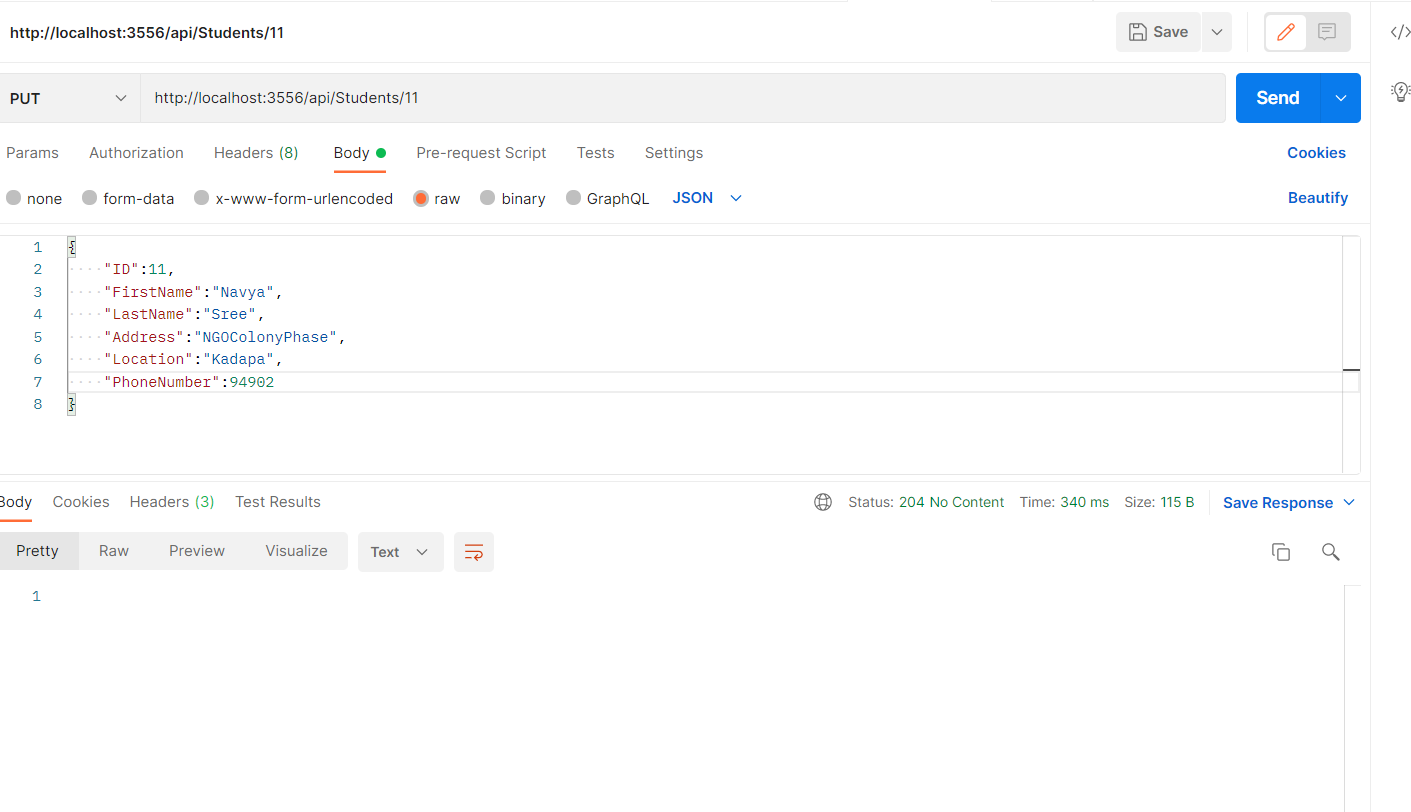 http://localhost:3556/api/Students/11
Save
PUT
http://localhost:3556/api/Students/11
Send
Params Authorization Headers (8) Body Pre-request Script Tests Settings Cookies
none form-data x-www-form-urlencoded raw binary GraphQL JSON Beautify
1 {
2 "ID":11,
3 "FirstName":"Navya",
4 "LastName":"Sree",
5 "Address":"NGOColonyPhase",
6 "Location":"Kadapa",
7 "PhoneNumber":94902
8 }
Body Cookies Headers (3) Test Results Status: 204 No Content Time: 340 ms Size: 115 B Save Response
Pretty Raw Preview Visualize Text
1